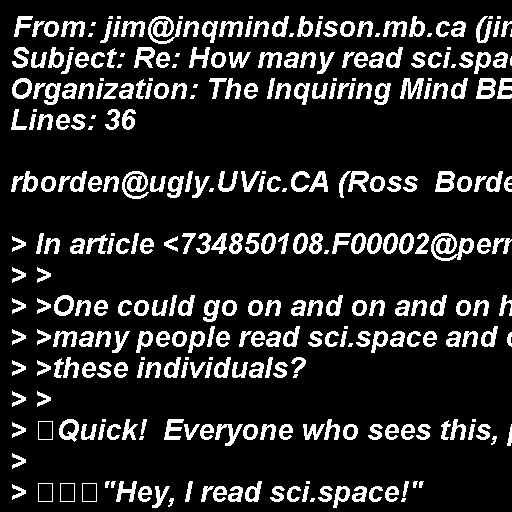 From: jim@inqmind.bison.mb.ca (jim
Subject: Re: How many read sci.spac
Organization: The Inquiring Mind BB
Lines: 36

rborden@ugly.UVic.CA (Ross  Borde

> In article <734850108.F00002@perm
> >
> >One could go on and on and on h
> >many people read sci.space and o
> >these individuals?
> >
> □Quick!  Everyone who sees this, p
>
> □□□"Hey, I read sci.space!"